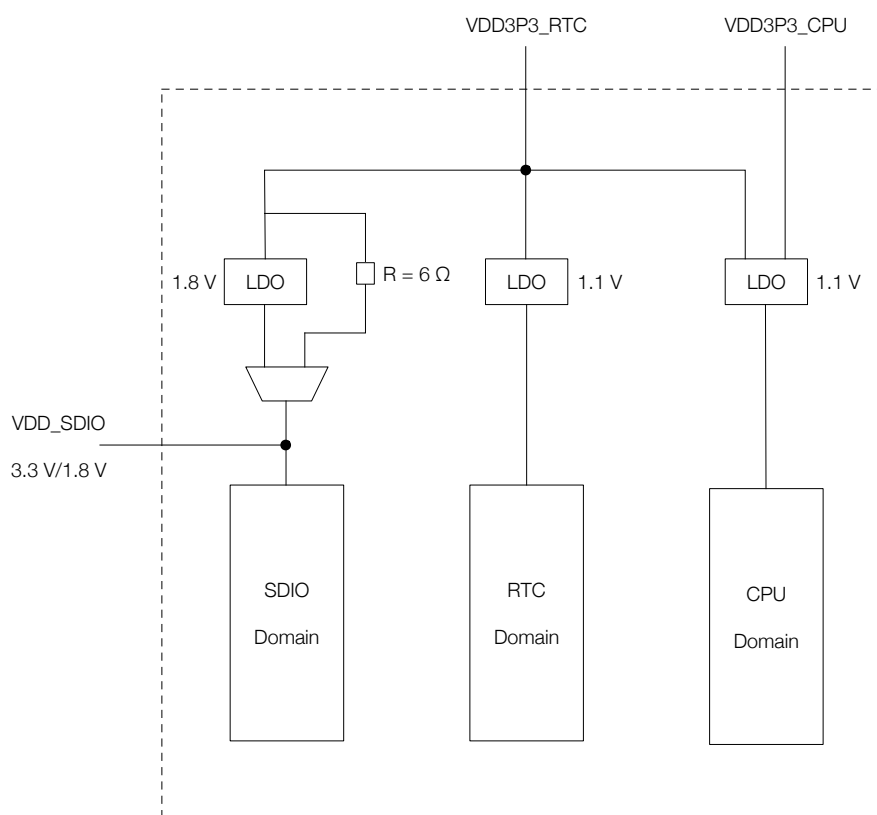 VDD3P3_RTC
VDD3P3_CPU
1.8 V
LDO
R = 6 Ω
LDO
1.1 V
LDO
1.1 V
VDD_SDIO
3.3 V/1.8 V
SDIO
Domain
RTC
Domain
CPU
Domain